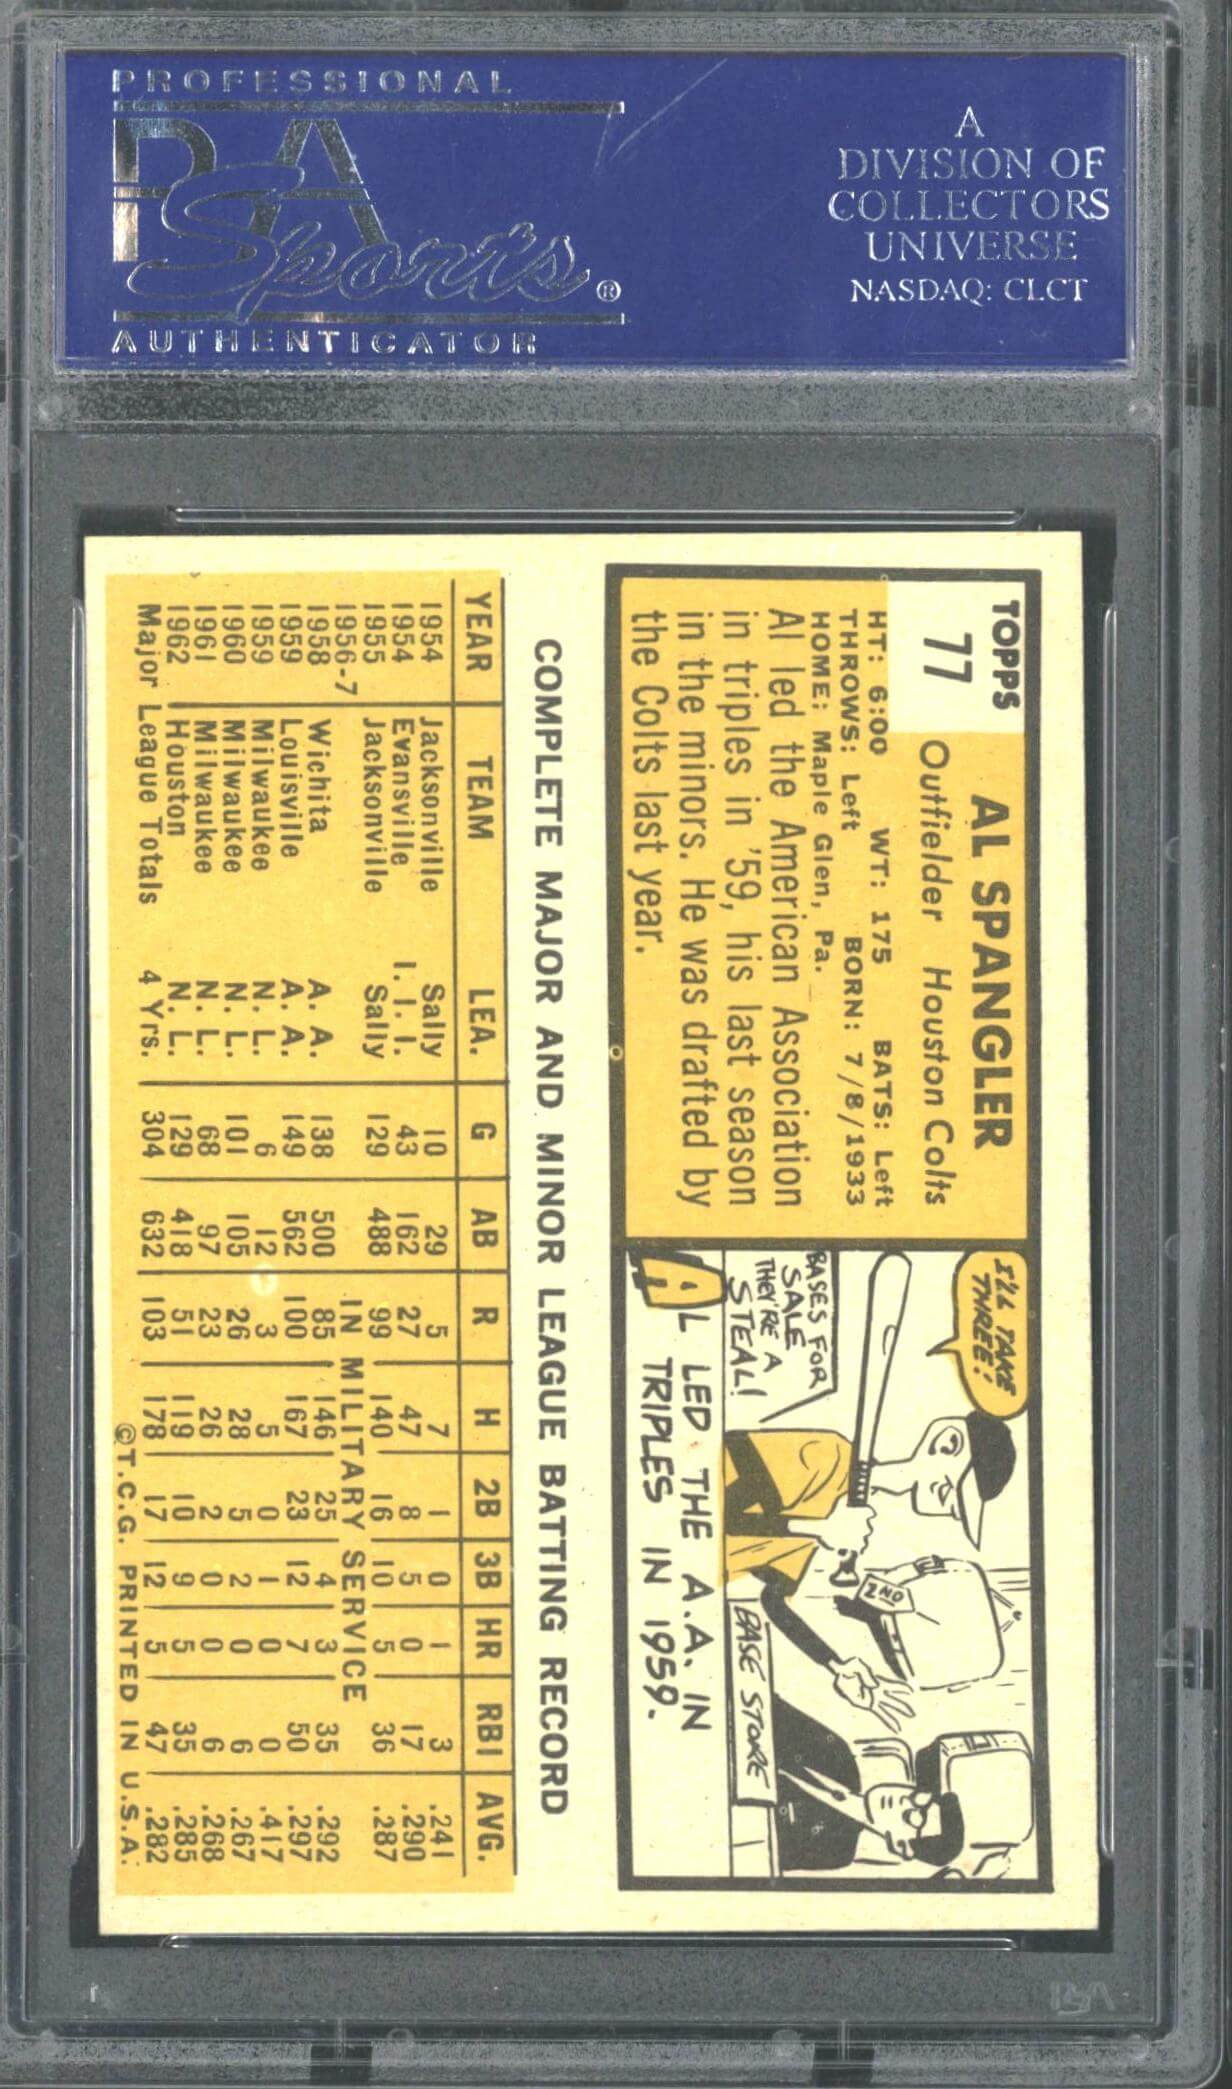 PROFESSIONAL
PSA
Sports®
AUTHENTICATOR
A
DIVISION OF
COLLECTORS
UNIVERSE
NASDAQ: CLCT
TOPPS
77
AL SPANGLER
Outfielder Houston Colts
HT: 6:00 WT: 175 BATS: Left
THROWS: Left BORN: 7/8/1933
HOME: Maple Glen, Pa.
Al led the American Association
in triples in '59, his last season
in the minors. He was drafted by
the Colts last year.
I'LL TAKE
THREE!
BASES FOR
SALE
THEY'RE A
STEAL!
2ND
BASE STORE
AL LED THE A.A. IN
TRIPLES IN 1959.
COMPLETE MAJOR AND MINOR LEAGUE BATTING RECORD
YEAR TEAM LEA. G AB R H 2B 3B HR RBI AVG.
1954 Jacksonville Sally 10 29 5 7 1 0 1 3 .241
1954 Evansville I. I. I. 43 162 27 47 8 5 0 17 .290
1955 Jacksonville Sally 129 488 99 140 16 10 5 36 .287
1956-7 IN MILITARY SERVICE
1958 Wichita A. A. 138 500 85 146 25 4 3 35 .292
1959 Louisville A. A. 149 562 100 167 23 12 7 50 .297
1959 Milwaukee N. L. 6 12 3 5 0 1 0 0 .417
1960 Milwaukee N. L. 101 105 26 28 5 2 0 6 .267
1961 Milwaukee N. L. 68 97 23 26 2 0 0 6 .268
1962 Houston N. L. 129 418 51 119 10 9 5 35 .285
Major League Totals 4 Yrs. 304 632 103 178 17 12 5 47 .282
©T.C.G. PRINTED IN U.S.A.
PSA